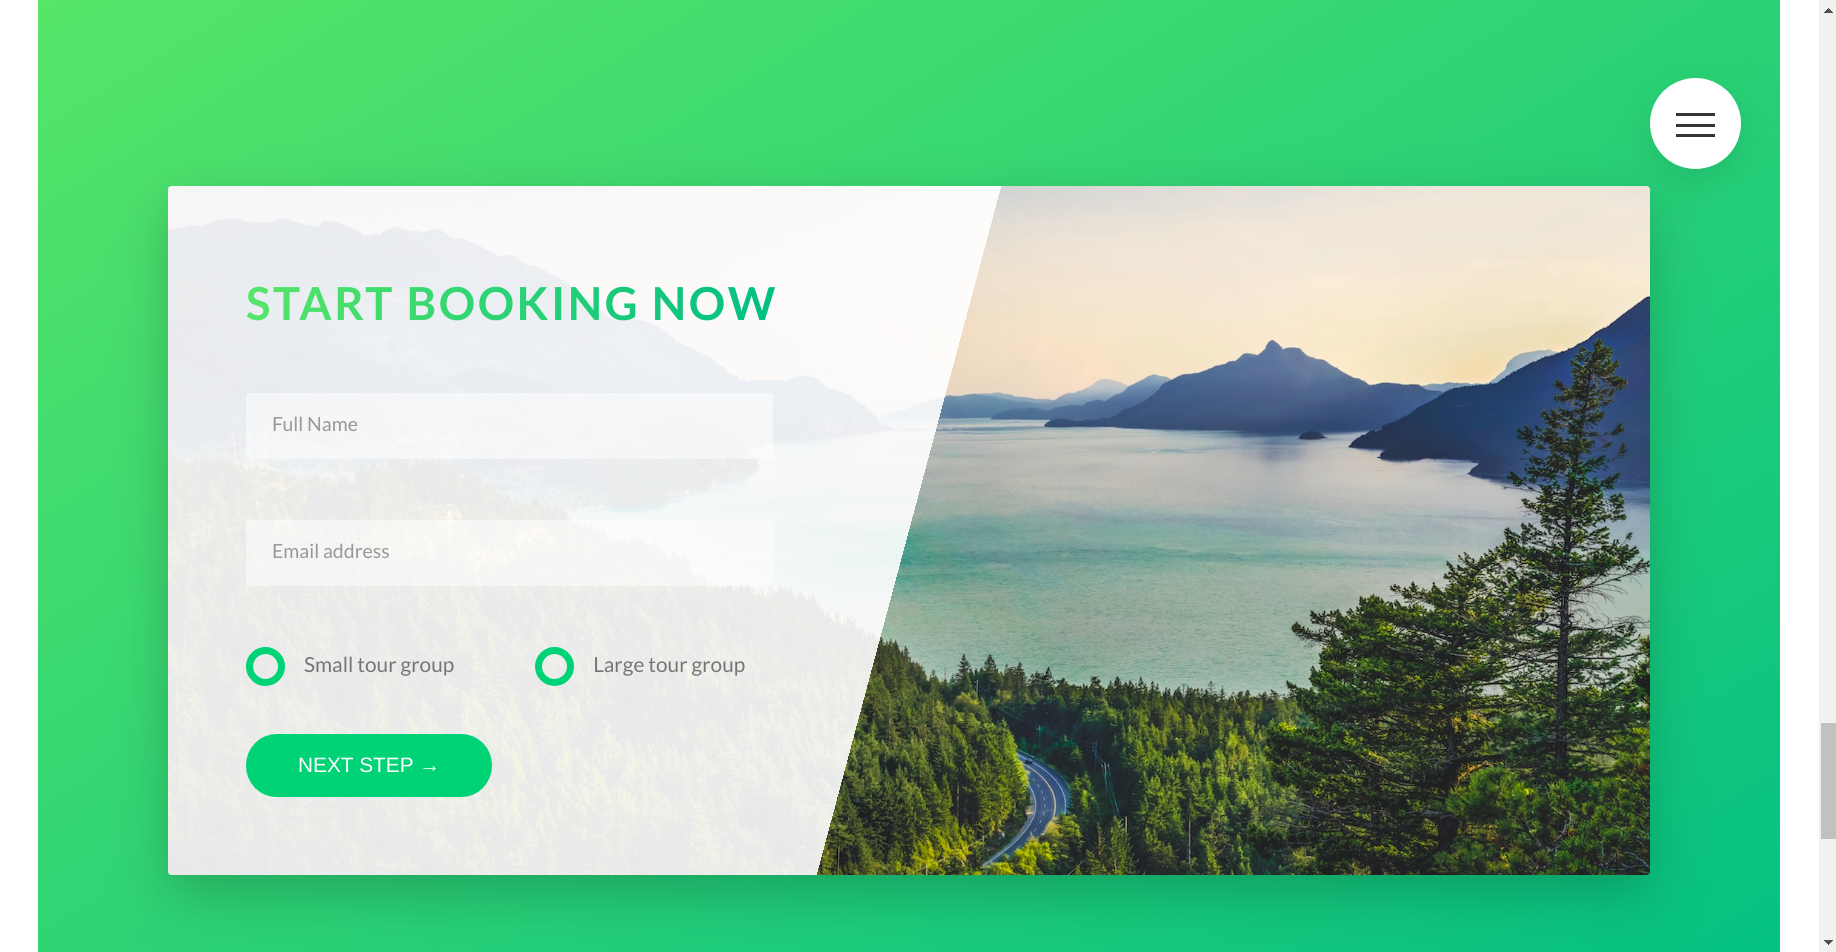 START BOOKING NOW
Full Name
Email address
Small tour group
Large tour group
NEXT STEP →